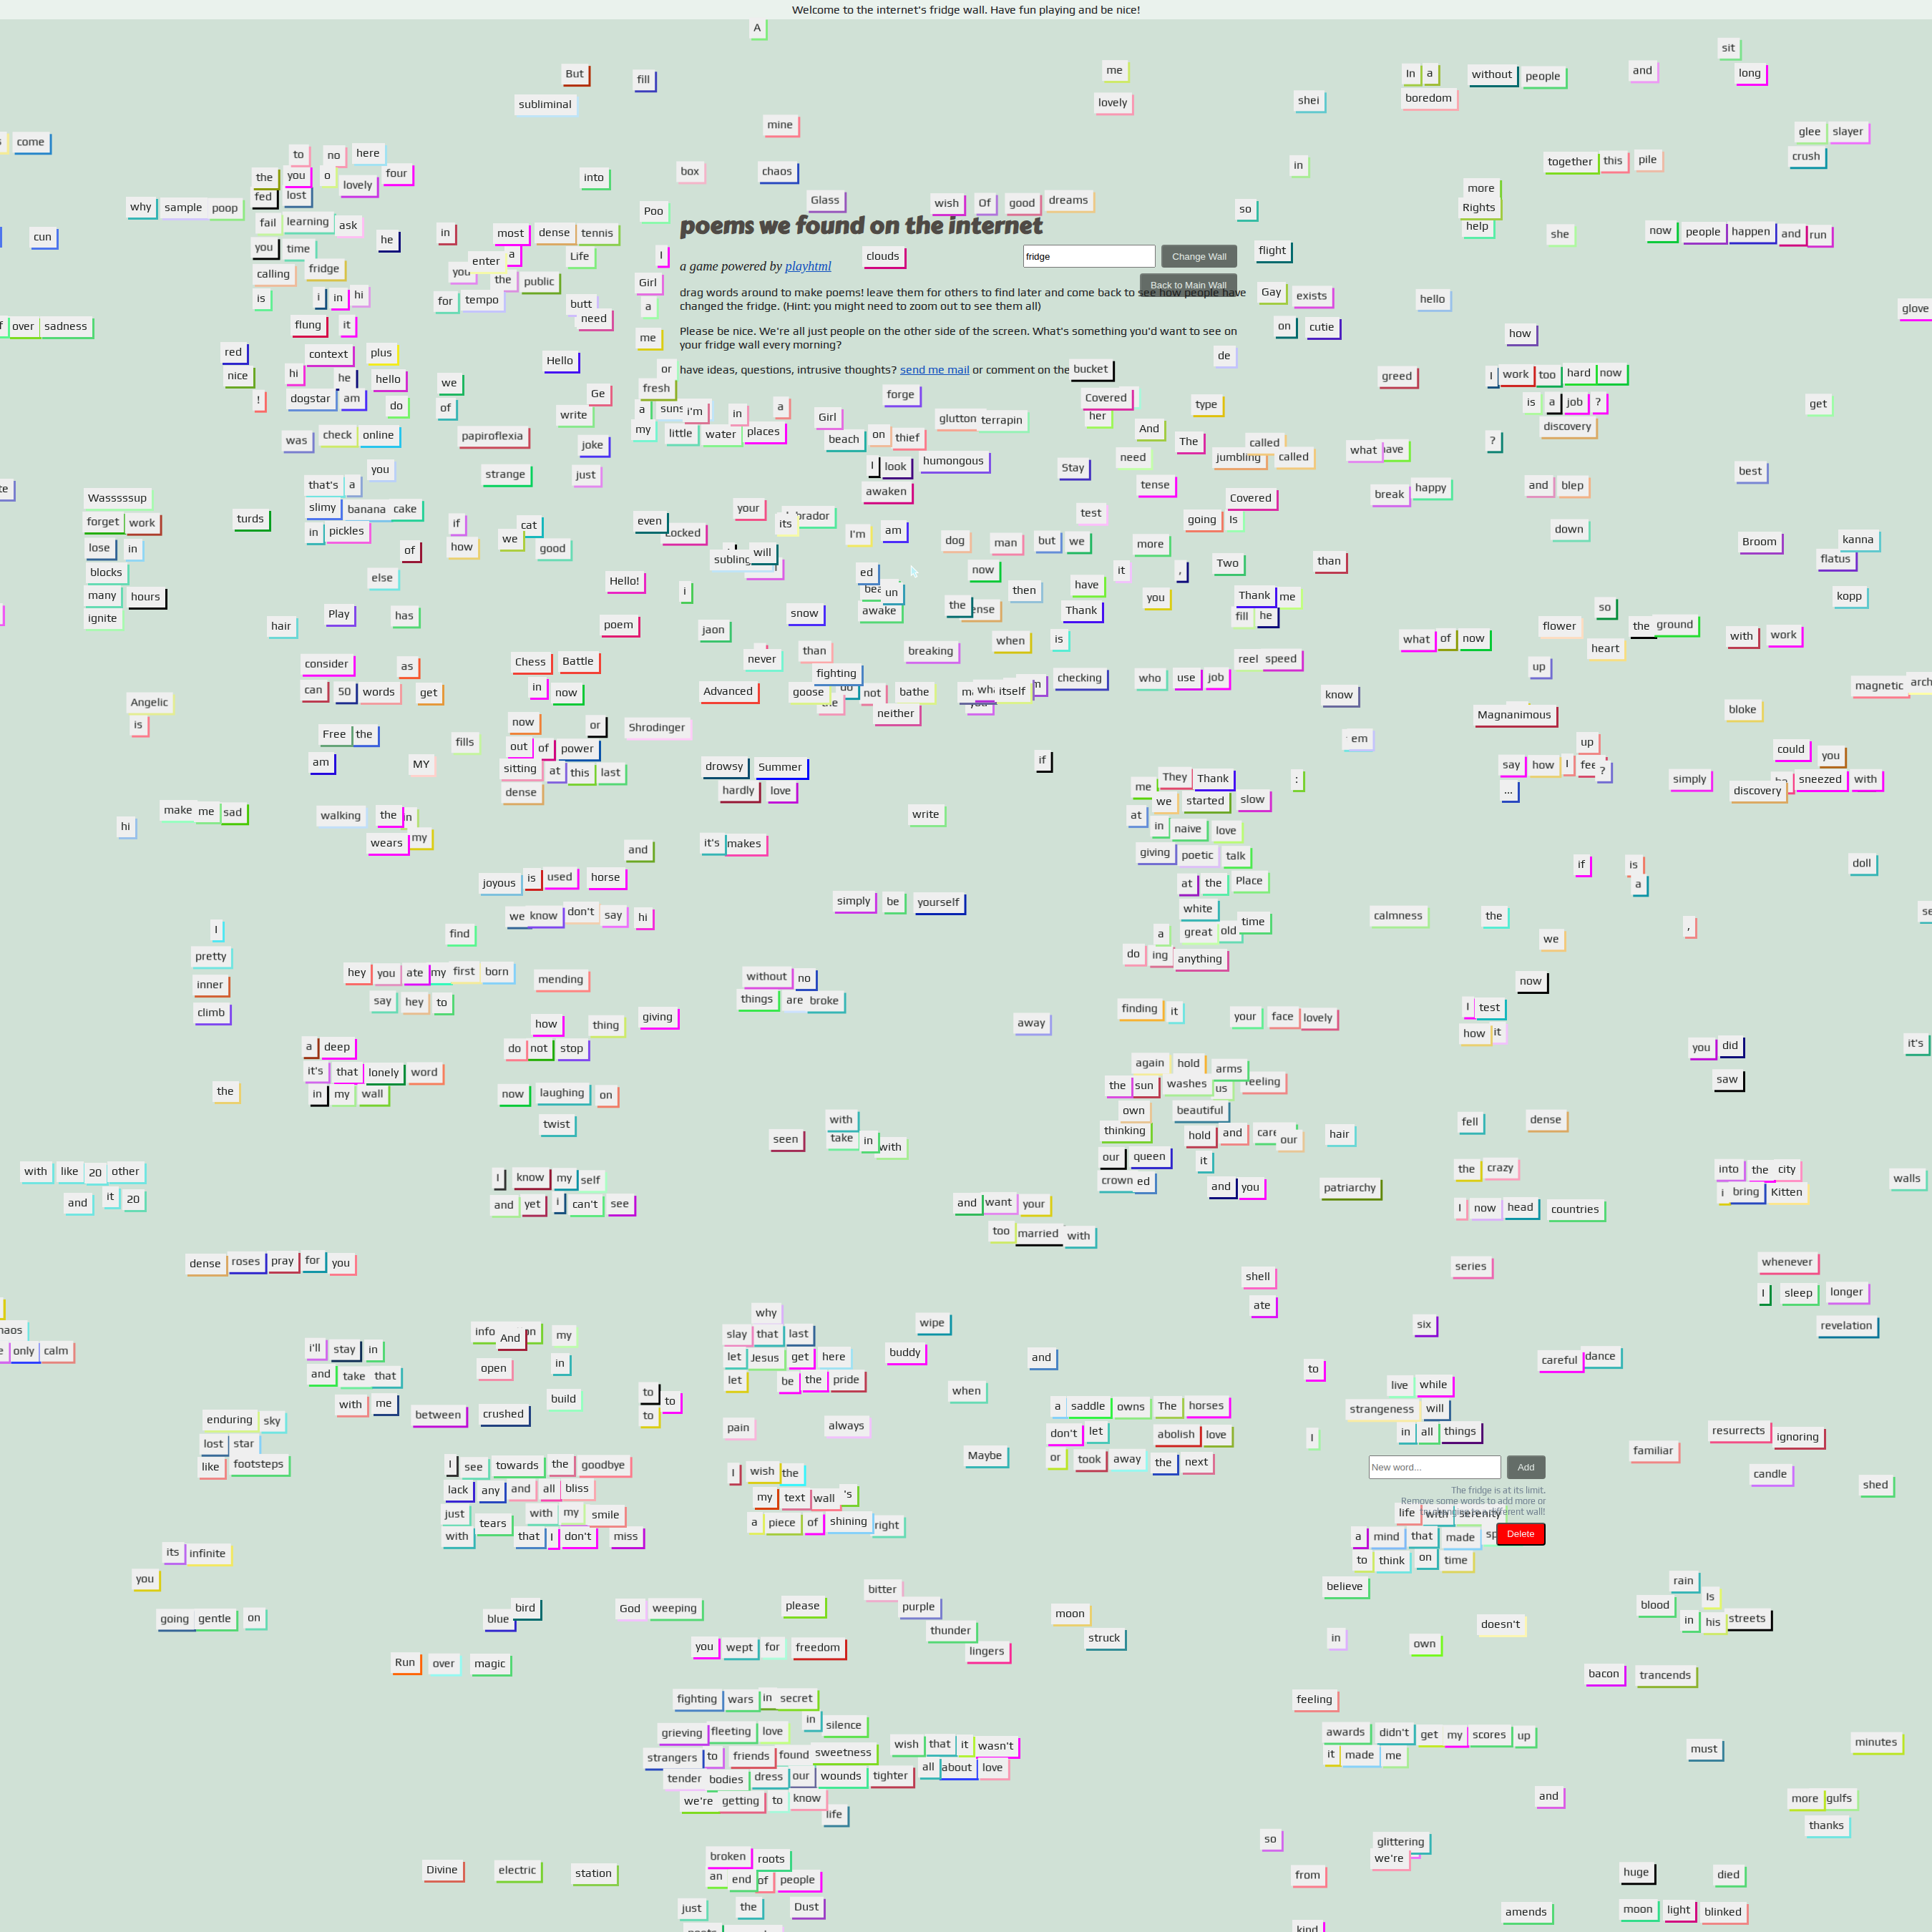 Welcome to the internet's fridge wall. Have fun playing and be nice!
A
sit
But fill me In a without people and long
subliminal lovely shei boredom
mine glee slayer
come to no here together this pile crush
the you o lovely four into box chaos in
fed lost more
why sample poop Poo Glass wish Of good dreams so Rights
fail learning ask help
poems we found on the internet
cun you time he in most dense tennis she now people happen and run
calling fridge you enter a Life I clouds flight
a game powered by playhtml
fridge Change Wall
the public Girl Back to Main Wall
is i in hi for tempo butt a Gay exists hello glove
drag words around to make poems! leave them for others to find later and come back to see how people have
changed the fridge. (Hint: you might need to zoom out to see them all)
over sadness flung it need me on cutie how
Please be nice. We're all just people on the other side of the screen. What's something you'd want to see on
your fridge wall every morning?
red context plus Hello de
have ideas, questions, intrusive thoughts? send me mail or comment on the bucket
nice hi he hello we or greed I work too hard now
! dogstar am do of Ge fresh forge Covered type is a job ? get
write a i'm in a Girl her discovery
my little water places glutton terrapin And
was check online papiroflexia joke beach on thief The called ?
you strange just I look humongous Stay need jumbling called what
Wasssssup that's a awaken tense break happy and blep best
forget work slimy banana cake your Covered
turds in pickles if cat even its I'm am test going Is down
lose in of how we good Locked will dog man but we more Broom kanna
blocks else Hello! i ed now it , Two than flatus
many hours un then have you Thank me kopp
ignite hair Play has poem snow awake the Thank fill he so
jaon when is what of now flower the ground with work
consider as Chess Battle never than breaking reel speed heart
fighting checking who use job up
can 50 words get in now Advanced goose do not bathe itself know magnetic
Angelic neither Magnanimous bloke
is Free the fills now or Shrodinger em up
out of power if could you
am MY sitting at this last drowsy Summer They Thank : say how I ? simply sneezed with
dense hardly love me ... discovery
we started slow
hi make me sad walking the wears my write at in naive love
and it's makes giving poetic talk if is doll
joyous is used horse at the Place a
we know don't say hi simply be yourself white calmness the
I find a great old time we ,
pretty hey you ate my first born mending without no do ing anything now
inner say hey to things are broke
climb how thing giving away finding it your face lovely I test
a deep do not stop how it you did it's
it's that lonely word again hold arms
the in my wall now laughing on the sun washes us feeling saw
twist own beautiful
with thinking fell dense
seen take in with hold and our hair
with like 20 other our queen it the crazy into the city
and it 20 I know my self crown ed and you patriarchy i bring Kitten walls
and yet i can't see and want your I now head countries
too married with
dense roses pray for you shell series whenever
ate I sleep longer
why wipe six revelation
only calm i'll stay in And my slay that last
and take that open in let Jesus get here buddy and to careful dance
with me build let be the pride when live while
between crushed to to a saddle owns The horses strangeness will
enduring sky to pain always don't let abolish love I in all things resurrects ignoring
lost star Maybe or took away the next familiar
like footsteps I see towards the goodbye I wish the New word... Add candle
lack any and all bliss my text wall 's shed
The fridge is at its limit.
Remove some words to add more or
just tears with my smile a piece of shining right life with serenity
with that I don't miss a mind that made Delete
its infinite to think on time
you bitter believe rain Is
going gentle on blue bird God weeping please purple moon blood in his streets
thunder doesn't
you wept for freedom struck in own
Run over magic lingers bacon trancends
fighting wars in secret feeling
grieving fleeting love in silence awards didn't get my scores up
strangers to friends found sweetness wish that it wasn't it made me must minutes
tender bodies dress our wounds tighter all about love
we're getting to know and more gulfs
life thanks
so glittering
broken roots we're
Divine electric station an end of people from huge died
just the Dust amends moon light blinked
kind